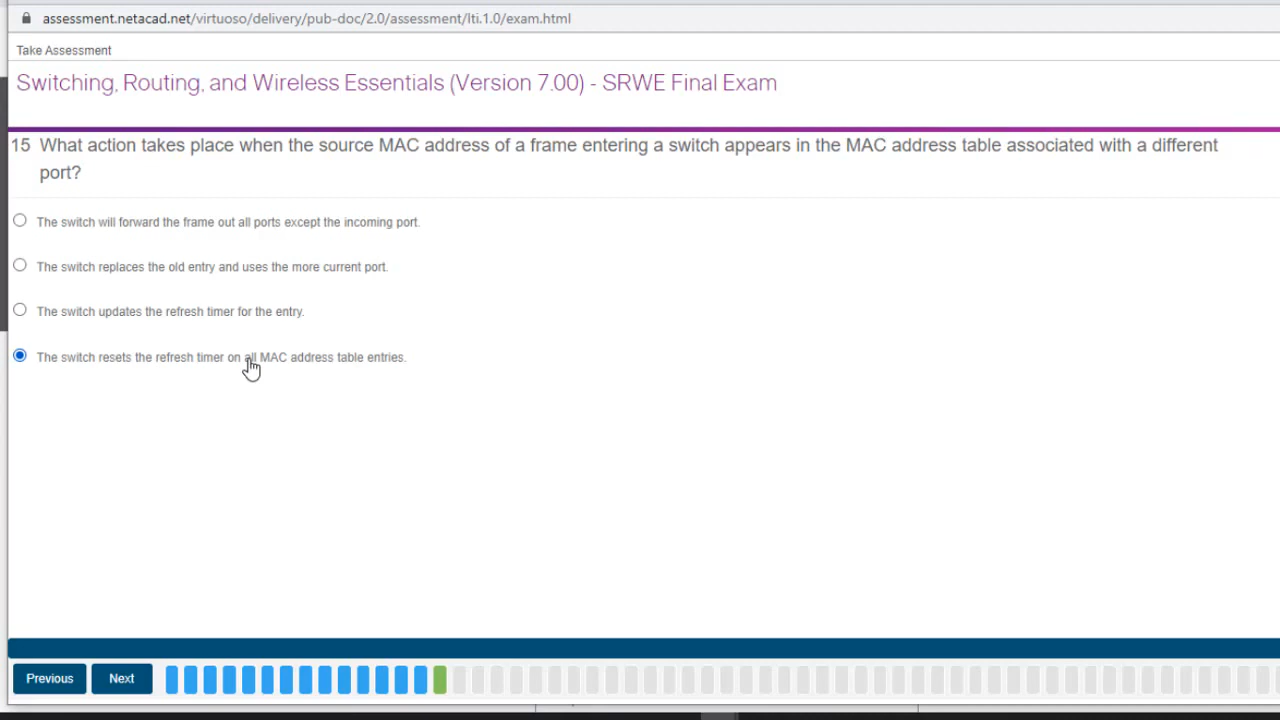 assessment.netacad.net/virtuoso/delivery/pub-doc/2.0/assessment/lti.1.0/exam.html
Take Assessment
Switching, Routing, and Wireless Essentials (Version 7.00) - SRWE Final Exam
15 What action takes place when the source MAC address of a frame entering a switch appears in the MAC address table associated with a different
port?
The switch will forward the frame out all ports except the incoming port.
The switch replaces the old entry and uses the more current port.
The switch updates the refresh timer for the entry.
The switch resets the refresh timer on all MAC address table entries.
Previous Next